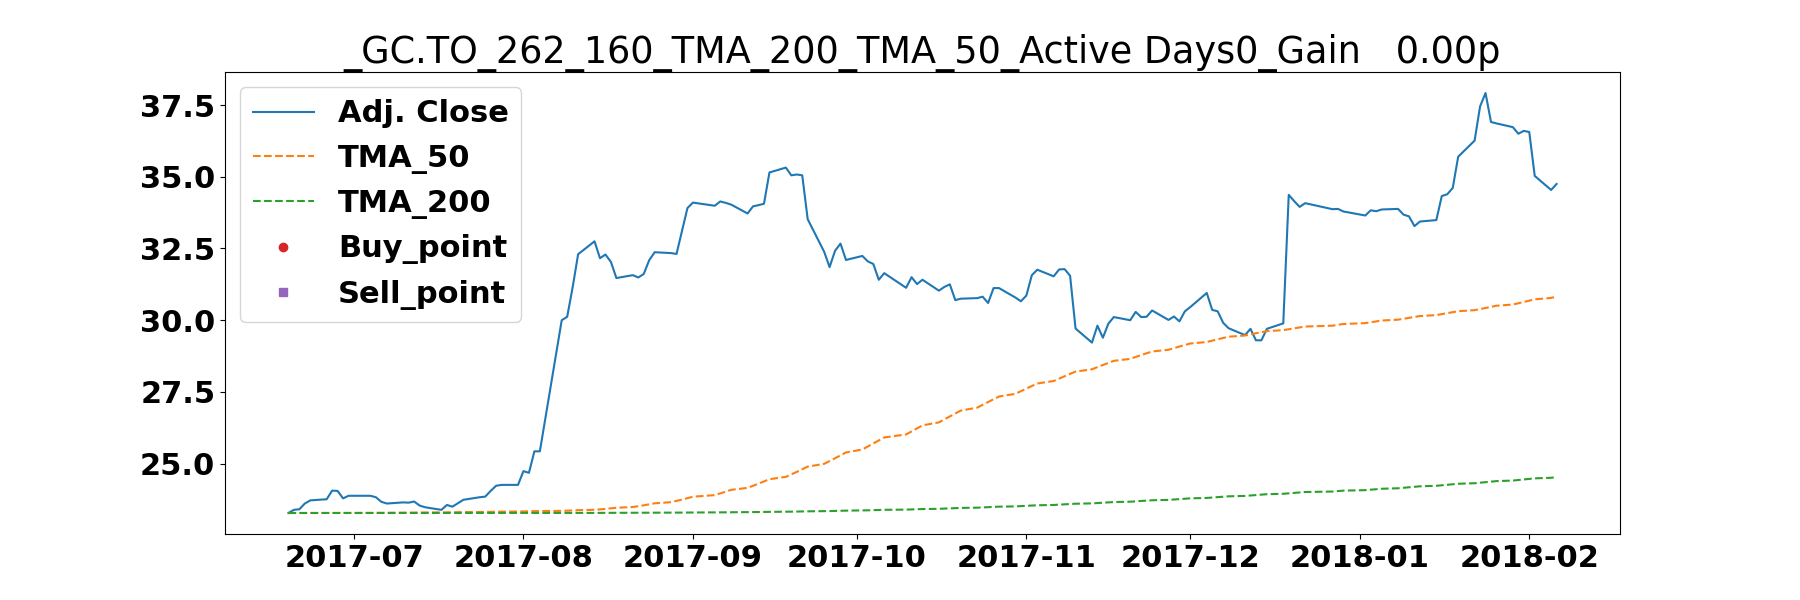 _GC.TO_262_160_TMA_200_TMA_50_Active Days0_Gain   0.00p
37.5
35.0
32.5
30.0
27.5
25.0
Adj. Close
TMA_50
TMA_200
Buy_point
Sell_point
2017-07 2017-08 2017-09 2017-10 2017-11 2017-12 2018-01 2018-02